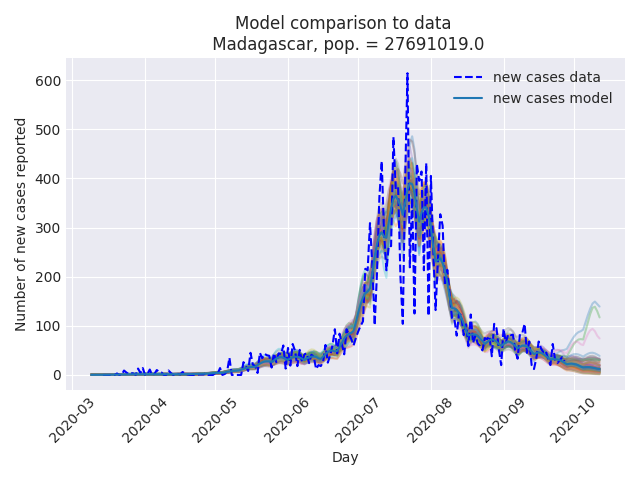 Model comparison to data
Madagascar, pop. = 27691019.0
new cases data
new cases model
Number of new cases reported
600
500
400
300
200
100
0
2020-03
2020-04
2020-05
2020-06
2020-07
2020-08
2020-09
2020-10
Day